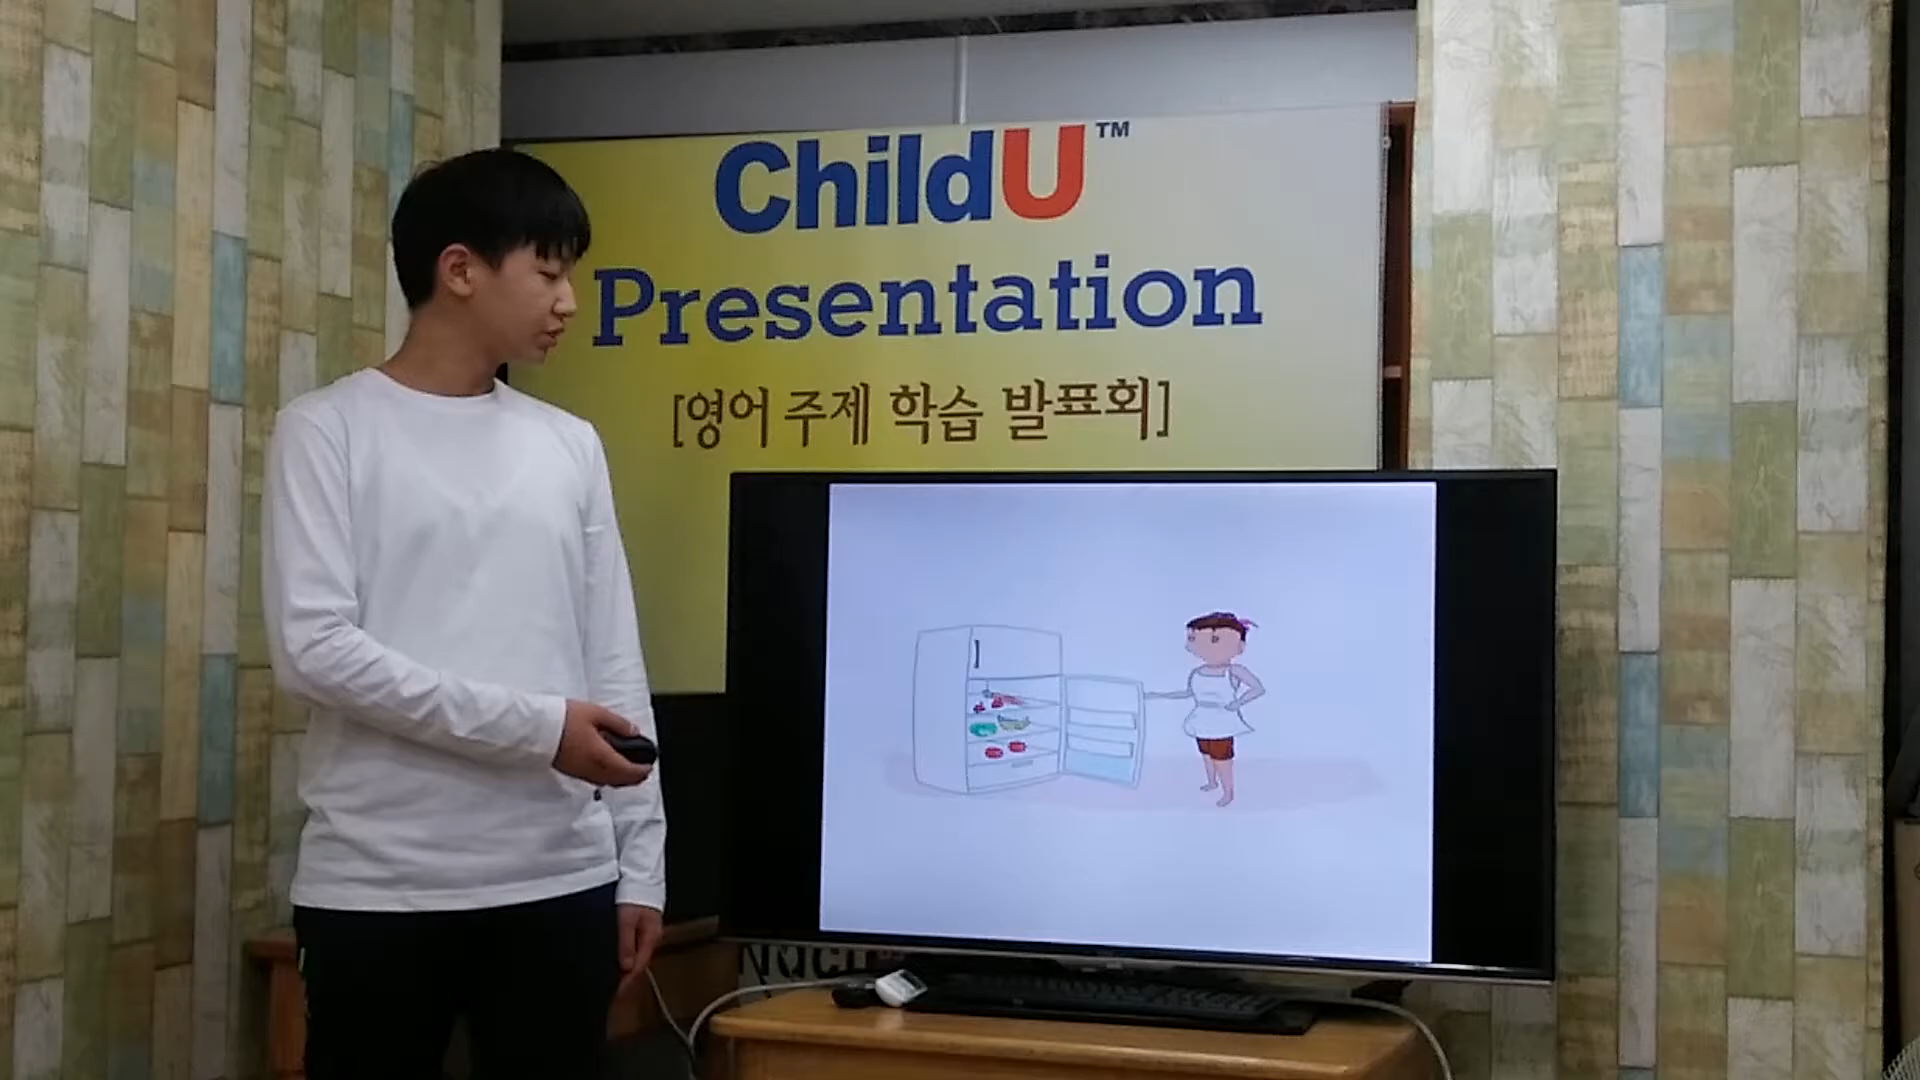 ChildU™
Presentation
[영어 주제 학습 발표회]